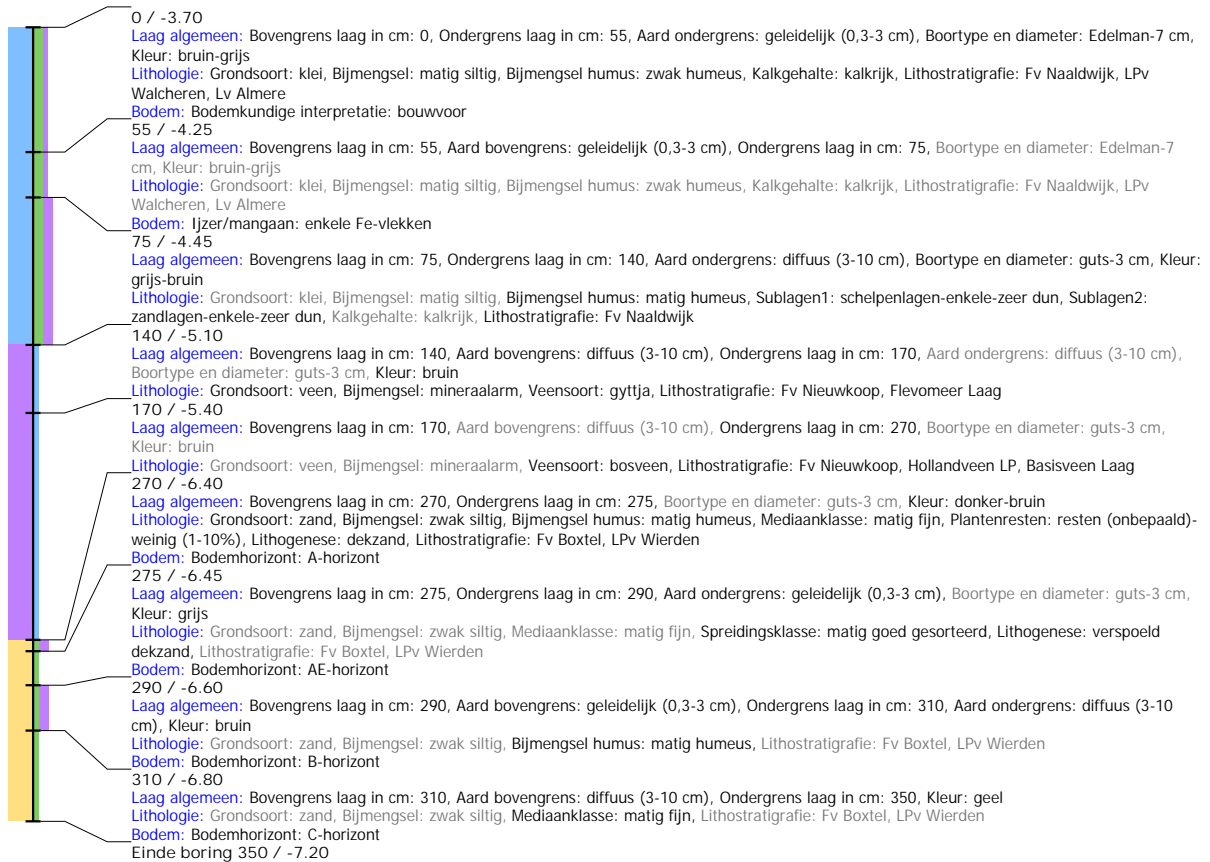 0 / -3.70
Laag algemeen: Bovengrens laag in cm: 0, Ondergrens laag in cm: 55, Aard ondergrens: geleidelijk (0,3-3 cm), Boortype en diameter: Edelman-7 cm,
Kleur: bruin-grijs
Lithologie: Grondsoort: klei, Bijmengsel: matig siltig, Bijmengsel humus: zwak humeus, Kalkgehalte: kalkrijk, Lithostratigrafie: Fv Naaldwijk, LPv
Walcheren, Lv Almere
Bodem: Bodemkundige interpretatie: bouwvoor
55 / -4.25
Laag algemeen: Bovengrens laag in cm: 55, Aard bovengrens: geleidelijk (0,3-3 cm), Ondergrens laag in cm: 75, Boortype en diameter: Edelman-7
cm, Kleur: bruin-grijs
Lithologie: Grondsoort: klei, Bijmengsel: matig siltig, Bijmengsel humus: zwak humeus, Kalkgehalte: kalkrijk, Lithostratigrafie: Fv Naaldwijk, LPv
Walcheren, Lv Almere
Bodem: Ijzer/mangaan: enkele Fe-vlekken
75 / -4.45
Laag algemeen: Bovengrens laag in cm: 75, Ondergrens laag in cm: 140, Aard ondergrens: diffuus (3-10 cm), Boortype en diameter: guts-3 cm, Kleur:
grijs-bruin
Lithologie: Grondsoort: klei, Bijmengsel: matig siltig, Bijmengsel humus: matig humeus, Sublagen1: schelpenlagen-enkele-zeer dun, Sublagen2:
zandlagen-enkele-zeer dun, Kalkgehalte: kalkrijk, Lithostratigrafie: Fv Naaldwijk
140 / -5.10
Laag algemeen: Bovengrens laag in cm: 140, Aard bovengrens: diffuus (3-10 cm), Ondergrens laag in cm: 170, Aard ondergrens: diffuus (3-10 cm),
Boortype en diameter: guts-3 cm, Kleur: bruin
Lithologie: Grondsoort: veen, Bijmengsel: mineraalarm, Veensoort: gyttja, Lithostratigrafie: Fv Nieuwkoop, Flevomeer Laag
170 / -5.40
Laag algemeen: Bovengrens laag in cm: 170, Aard bovengrens: diffuus (3-10 cm), Ondergrens laag in cm: 270, Boortype en diameter: guts-3 cm,
Kleur: bruin
Lithologie: Grondsoort: veen, Bijmengsel: mineraalarm, Veensoort: bosveen, Lithostratigrafie: Fv Nieuwkoop, Hollandveen LP, Basisveen Laag
270 / -6.40
Laag algemeen: Bovengrens laag in cm: 270, Ondergrens laag in cm: 275, Boortype en diameter: guts-3 cm, Kleur: donker-bruin
Lithologie: Grondsoort: zand, Bijmengsel: zwak siltig, Bijmengsel humus: matig humeus, Mediaanklasse: matig fijn, Plantenresten: resten (onbepaald)-
weinig (1-10%), Lithogenese: dekzand, Lithostratigrafie: Fv Boxtel, LPv Wierden
Bodem: Bodemhorizont: A-horizont
275 / -6.45
Laag algemeen: Bovengrens laag in cm: 275, Ondergrens laag in cm: 290, Aard ondergrens: geleidelijk (0,3-3 cm), Boortype en diameter: guts-3 cm,
Kleur: grijs
Lithologie: Grondsoort: zand, Bijmengsel: zwak siltig, Mediaanklasse: matig fijn, Spreidingsklasse: matig goed gesorteerd, Lithogenese: verspoeld
dekzand, Lithostratigrafie: Fv Boxtel, LPv Wierden
Bodem: Bodemhorizont: AE-horizont
290 / -6.60
Laag algemeen: Bovengrens laag in cm: 290, Aard bovengrens: geleidelijk (0,3-3 cm), Ondergrens laag in cm: 310, Aard ondergrens: diffuus (3-10
cm), Kleur: bruin
Lithologie: Grondsoort: zand, Bijmengsel: zwak siltig, Bijmengsel humus: matig humeus, Lithostratigrafie: Fv Boxtel, LPv Wierden
Bodem: Bodemhorizont: B-horizont
310 / -6.80
Laag algemeen: Bovengrens laag in cm: 310, Aard bovengrens: diffuus (3-10 cm), Ondergrens laag in cm: 350, Kleur: geel
Lithologie: Grondsoort: zand, Bijmengsel: zwak siltig, Mediaanklasse: matig fijn, Lithostratigrafie: Fv Boxtel, LPv Wierden
Bodem: Bodemhorizont: C-horizont
Einde boring 350 / -7.20